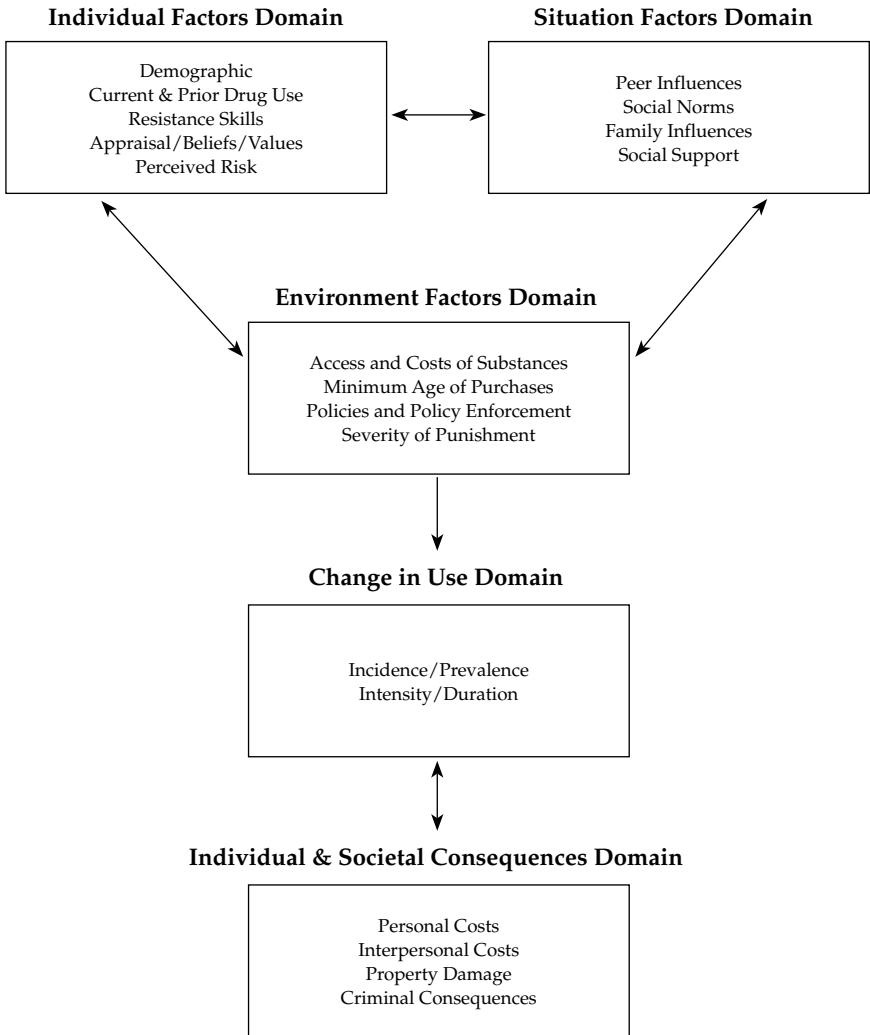 Individual Factors Domain
Demographic
Current & Prior Drug Use
Resistance Skills
Appraisal/Beliefs/Values
Perceived Risk
Situation Factors Domain
Peer Influences
Social Norms
Family Influences
Social Support
Environment Factors Domain
Access and Costs of Substances
Minimum Age of Purchases
Policies and Policy Enforcement
Severity of Punishment
Change in Use Domain
Incidence/Prevalence
Intensity/Duration
Individual & Societal Consequences Domain
Personal Costs
Interpersonal Costs
Property Damage
Criminal Consequences